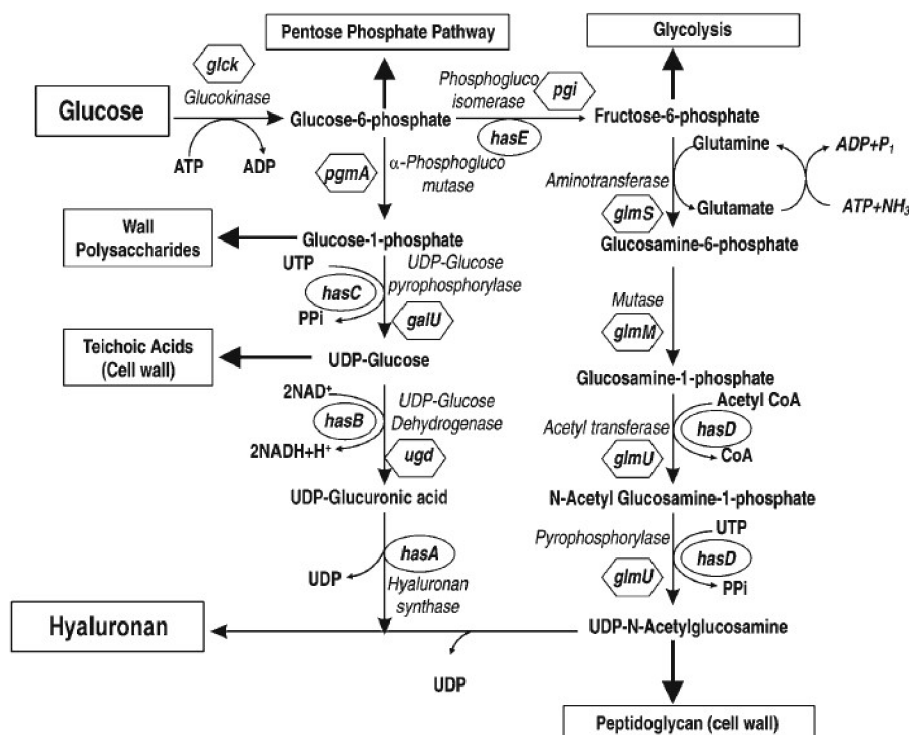 Pentose Phosphate Pathway
Glycolysis
glck
Glucokinase
Glucose
ATP
ADP
Glucose-6-phosphate
Phosphogluco
isomerase
pgi
hasE
Fructose-6-phosphate
pgmA
α-Phosphogluco
mutase
Aminotransferase
glmS
Glutamine
Glutamate
ADP+P₁
ATP+NH₃
Wall
Polysaccharides
Glucose-1-phosphate
Glucosamine-6-phosphate
UTP
hasC
PPi
UDP-Glucose
pyrophosphorylase
galU
Mutase
glmM
Teichoic Acids
(Cell wall)
UDP-Glucose
Glucosamine-1-phosphate
2NAD⁺
hasB
2NADH+H⁺
UDP-Glucose
Dehydrogenase
ugd
Acetyl transferase
glmU
Acetyl CoA
hasD
CoA
UDP-Glucuronic acid
N-Acetyl Glucosamine-1-phosphate
hasA
UDP
Hyaluronan
synthase
Pyrophosphorylase
glmU
UTP
hasD
PPi
Hyaluronan
UDP-N-Acetylglucosamine
UDP
Peptidoglycan (cell wall)